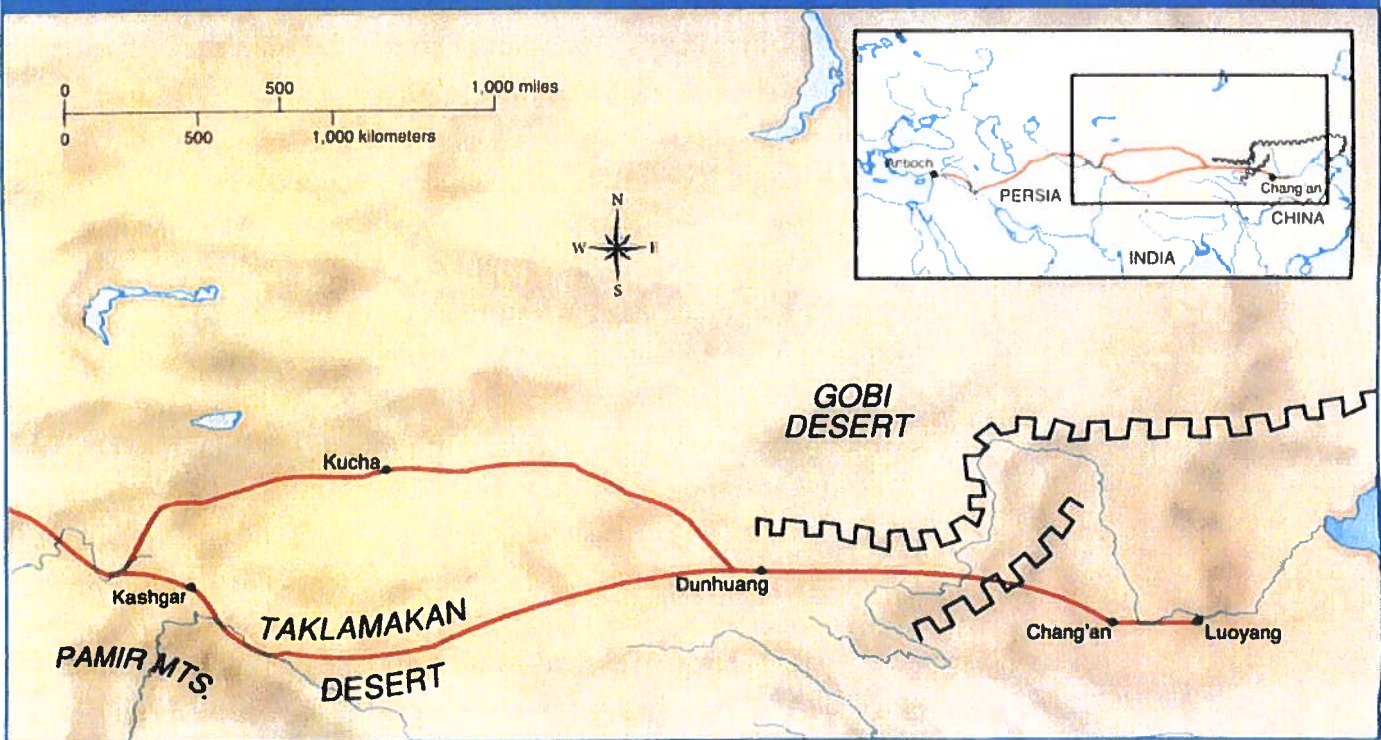 0 500 1,000 miles
0 500 1,000 kilometers
N
W E
S
Antioch
PERSIA
Chang'an
CHINA
INDIA
GOBI
DESERT
Kucha
Dunhuang
Kashgar
TAKLAMAKAN
DESERT
PAMIR MTS.
Chang'an
Luoyang